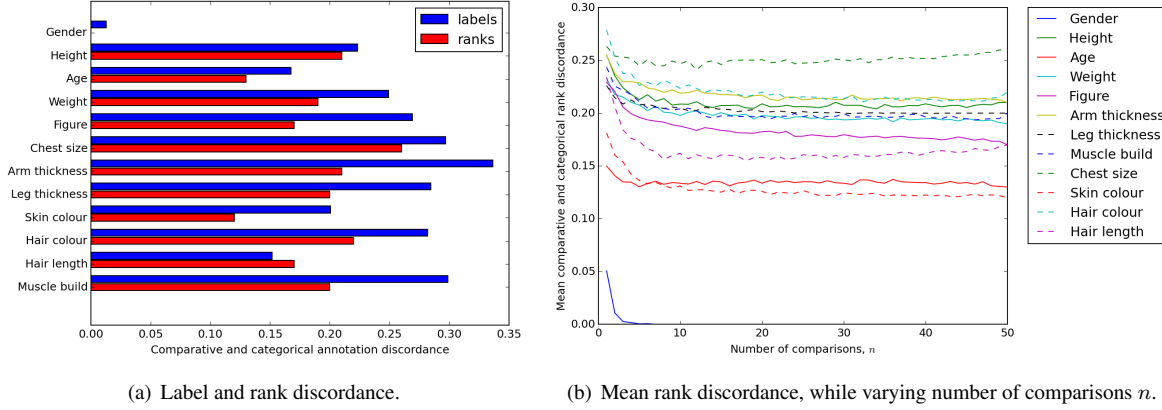 labels
ranks
Gender
Height
Age
Weight
Figure
Chest size
Arm thickness
Leg thickness
Skin colour
Hair colour
Hair length
Muscle build
0.00 0.05 0.10 0.15 0.20 0.25 0.30 0.35
Comparative and categorical annotation discordance
(a) Label and rank discordance.
Mean comparative and categorical rank discordance
0.30
0.25
0.20
0.15
0.10
0.05
0.00
10 20 30 40 50
Number of comparisons, n
Gender
Height
Age
Weight
Figure
Arm thickness
Leg thickness
Muscle build
Chest size
Skin colour
Hair colour
Hair length
(b) Mean rank discordance, while varying number of comparisons n.